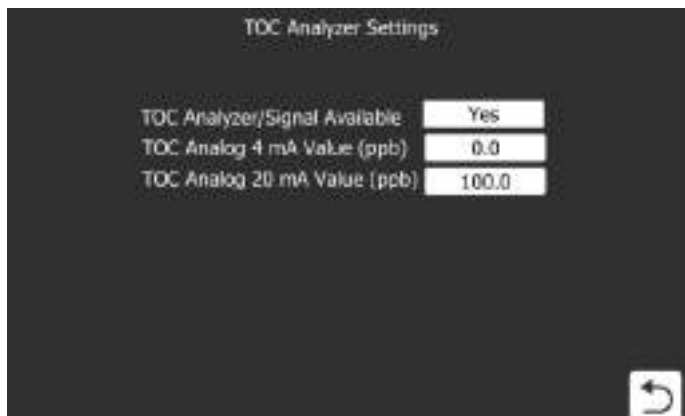 TOC Analyzer Settings
TOC Analyzer/Signal Available Yes
TOC Analog 4 mA Value (ppb) 0.0
TOC Analog 20 mA Value (ppb) 100.0